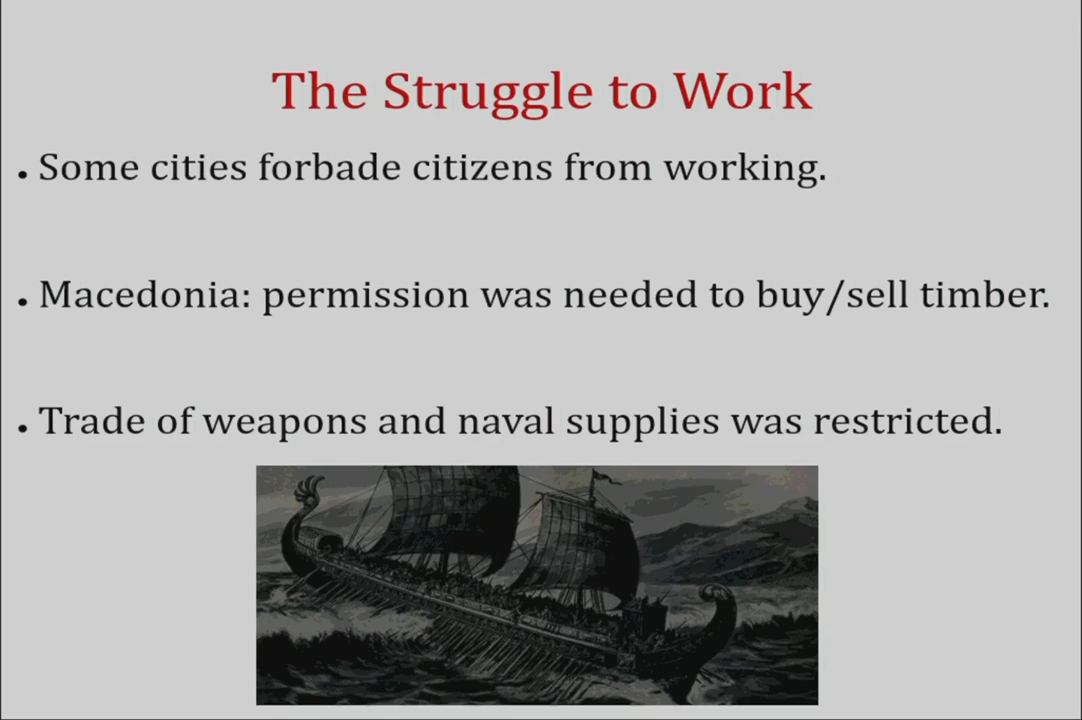 The Struggle to Work
. Some cities forbade citizens from working.
. Macedonia: permission was needed to buy/sell timber.
. Trade of weapons and naval supplies was restricted.